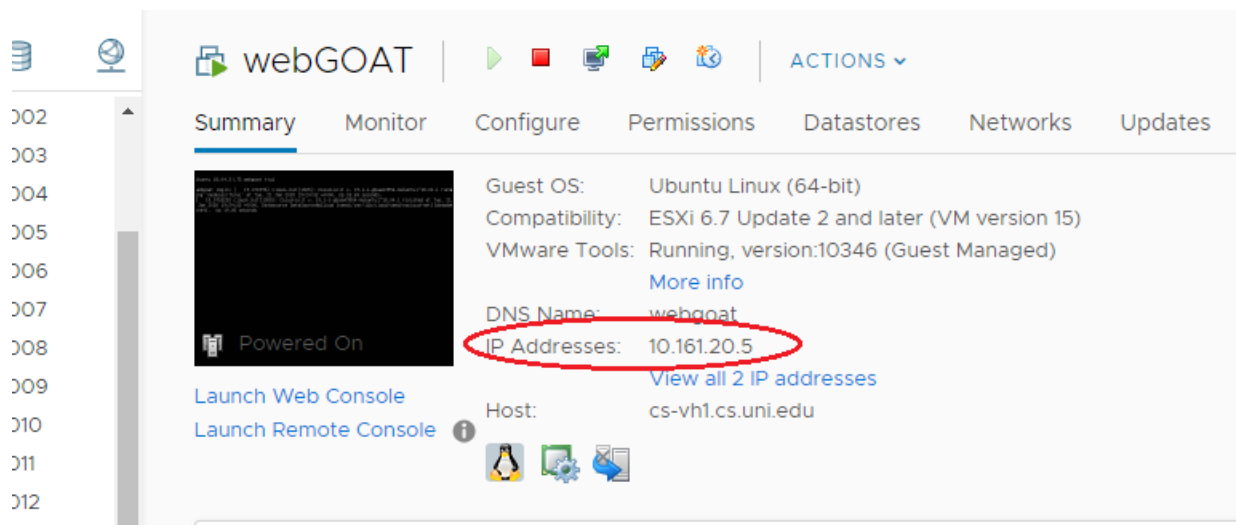 webGOAT
ACTIONS
002
003
004
005
006
007
008
009
010
011
012
Summary Monitor Configure Permissions Datastores Networks Updates
Powered On
Launch Web Console
Launch Remote Console
Guest OS: Ubuntu Linux (64-bit)
Compatibility: ESXi 6.7 Update 2 and later (VM version 15)
VMware Tools: Running, version:10346 (Guest Managed)
More info
DNS Name: webgoat
IP Addresses: 10.161.20.5
View all 2 IP addresses
Host: cs-vh1.cs.uni.edu